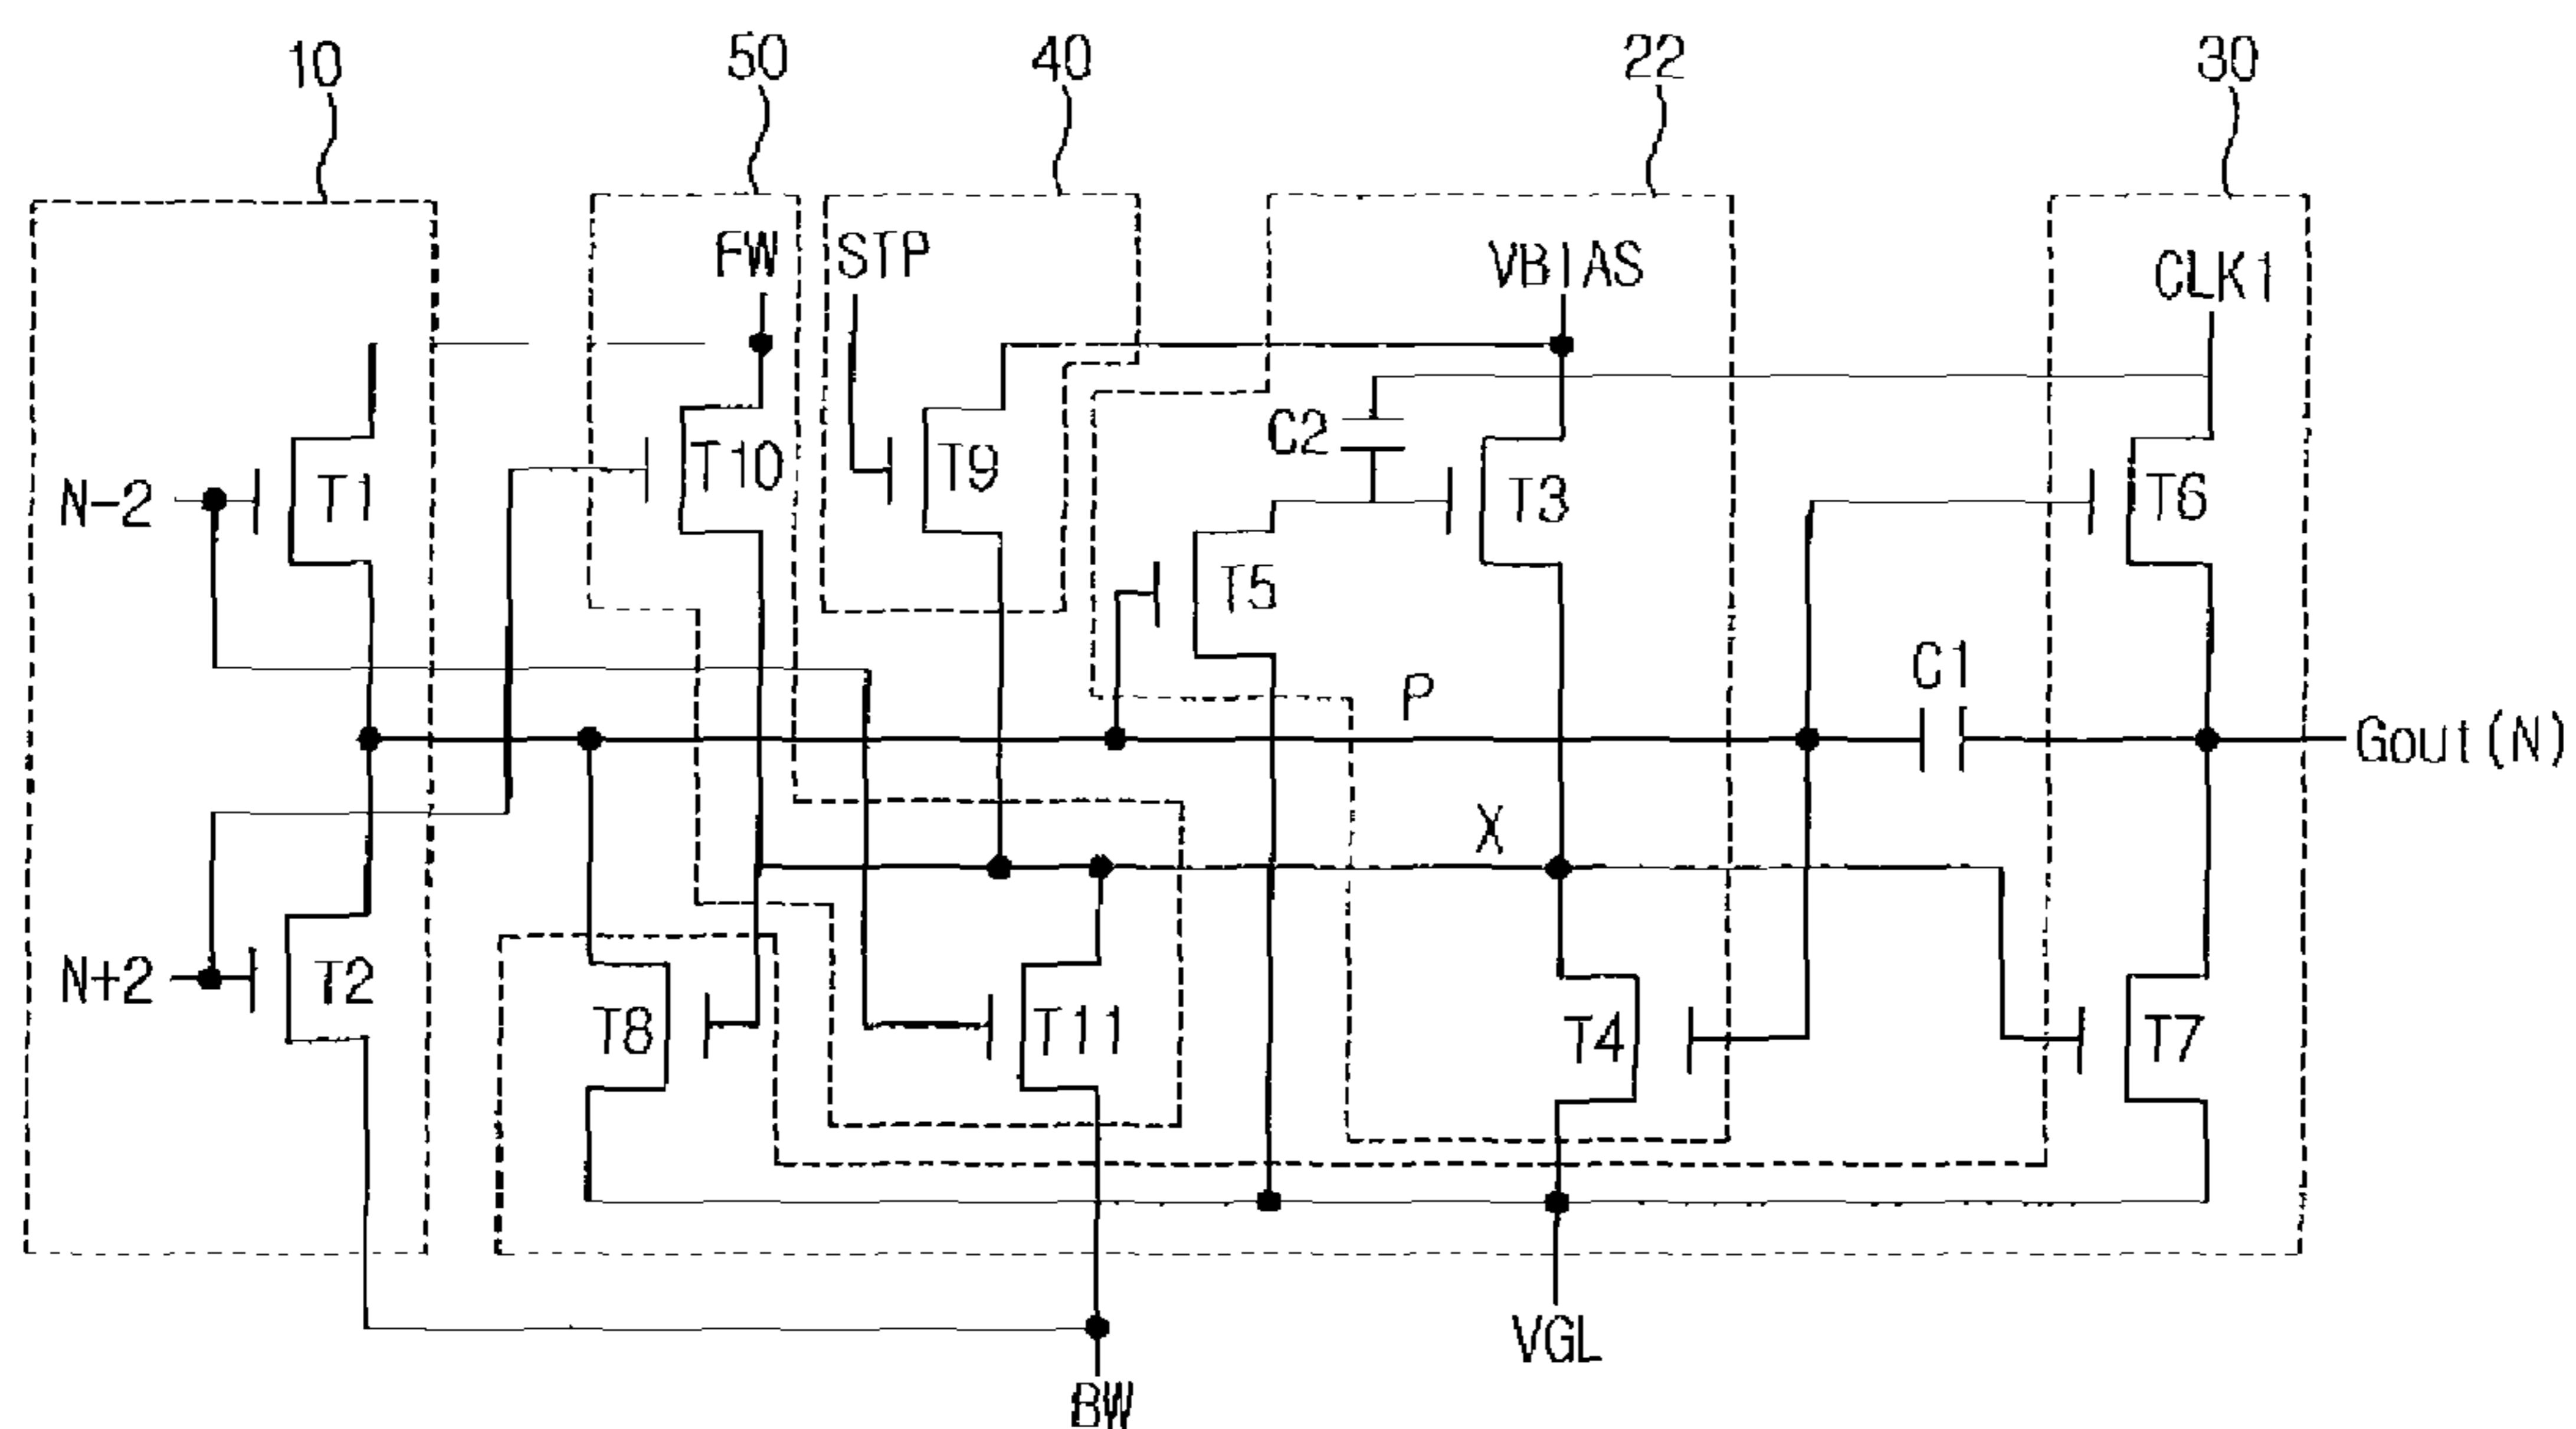 10
50
40
22
30
FW
STP
VBIAS
CLK1
C2
T10
T9
T3
T6
N-2
T1
T5
C1
P
Gout(N)
X
N+2
T2
T8
T11
T4
T7
VGL
BW